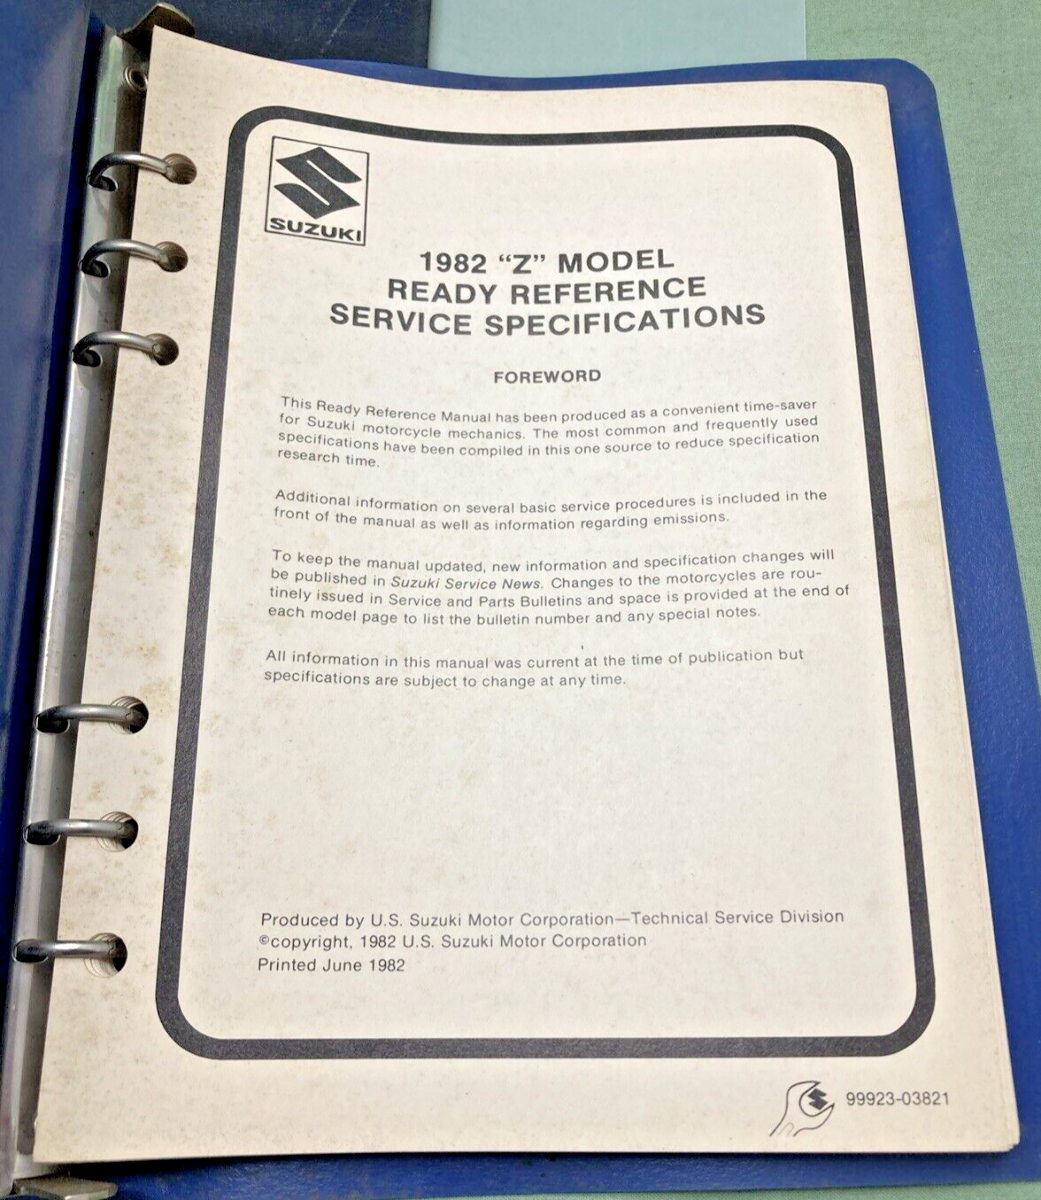 SUZUKI
1982 “Z” MODEL
READY REFERENCE
SERVICE SPECIFICATIONS
FOREWORD
This Ready Reference Manual has been produced as a convenient time-saver
for Suzuki motorcycle mechanics. The most common and frequently used
specifications have been compiled in this one source to reduce specification
research time.
Additional information on several basic service procedures is included in the
front of the manual as well as information regarding emissions.
To keep the manual updated, new information and specification changes will
be published in Suzuki Service News. Changes to the motorcycles are rou-
tinely issued in Service and Parts Bulletins and space is provided at the end of
each model page to list the bulletin number and any special notes.
All information in this manual was current at the time of publication but
specifications are subject to change at any time.
Produced by U.S. Suzuki Motor Corporation—Technical Service Division
©copyright, 1982 U.S. Suzuki Motor Corporation
Printed June 1982
99923-03821